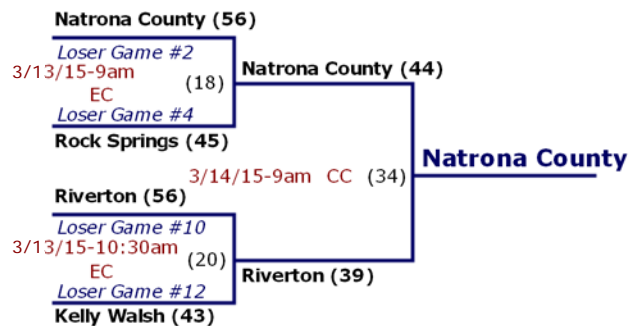 Natrona County (56)
Loser Game #2
3/13/15-9am
EC
(18)
Loser Game #4
Rock Springs (45)
Natrona County (44)
3/14/15-9am CC (34)
Natrona County
Riverton (56)
Loser Game #10
3/13/15-10:30am
EC
(20)
Loser Game #12
Kelly Walsh (43)
Riverton (39)